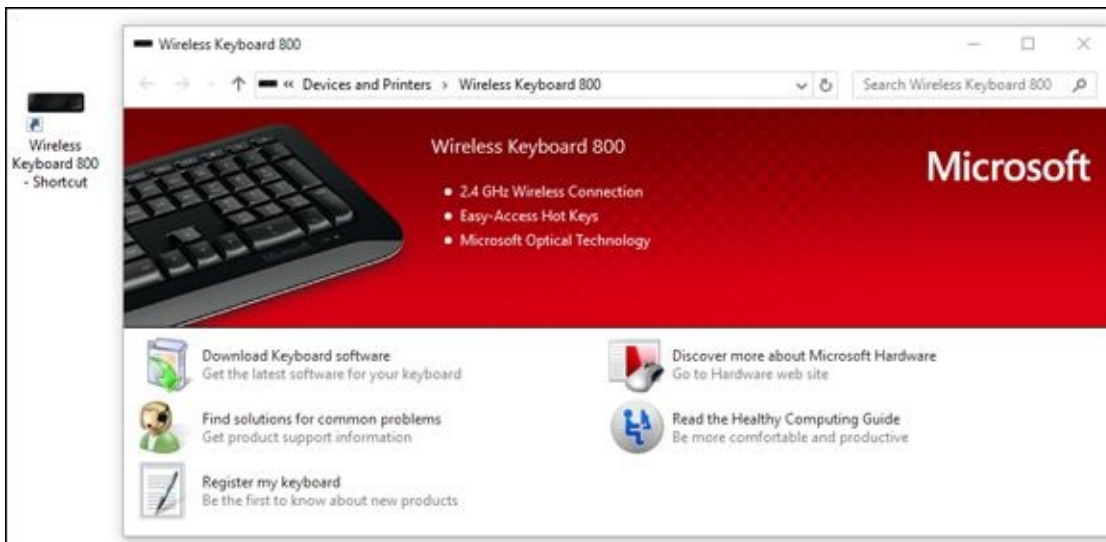 Wireless Keyboard 800
« Devices and Printers > Wireless Keyboard 800
Search Wireless Keyboard 800
Wireless
Keyboard 800
- Shortcut
Wireless Keyboard 800
Microsoft
• 2.4 GHz Wireless Connection
• Easy-Access Hot Keys
• Microsoft Optical Technology
Download Keyboard software
Get the latest software for your keyboard
Discover more about Microsoft Hardware
Go to Hardware web site
Find solutions for common problems
Get product support information
Read the Healthy Computing Guide
Be more comfortable and productive
Register my keyboard
Be the first to know about new products